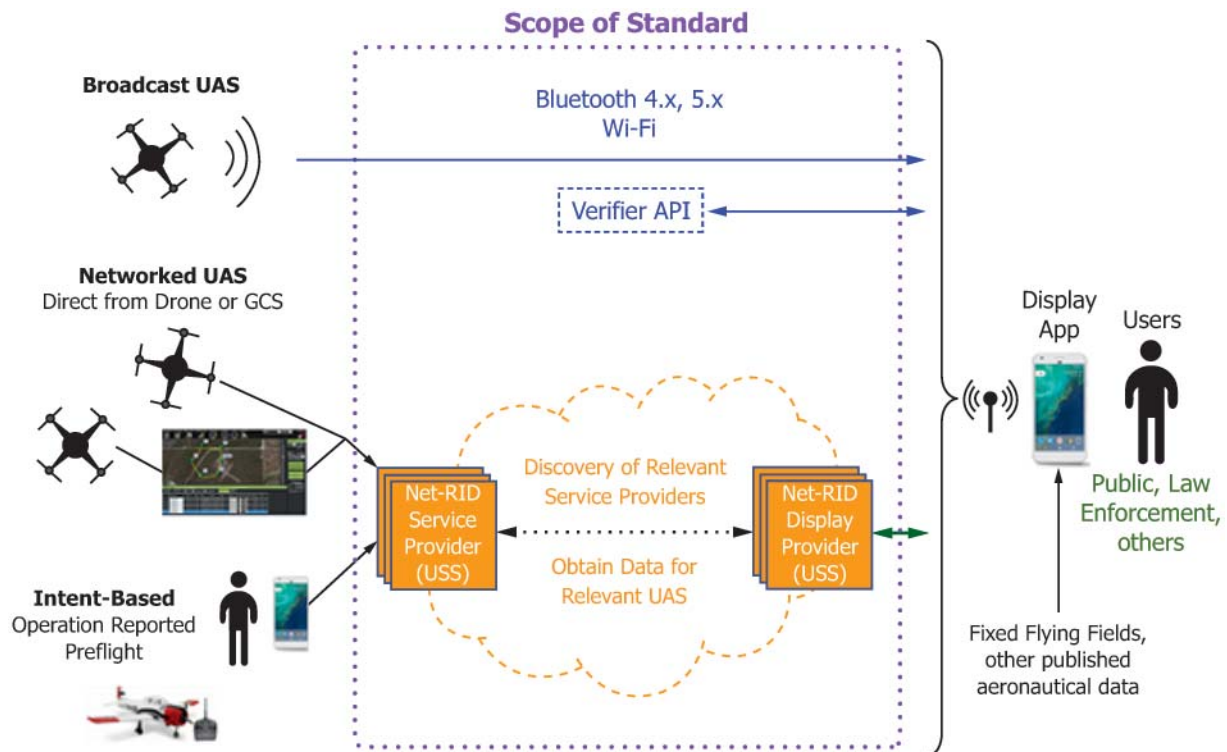 Scope of Standard
Broadcast UAS
Bluetooth 4.x, 5.x
Wi-Fi
Verifier API
Networked UAS
Direct from Drone or GCS
Display
App
Users
Discovery of Relevant
Service Providers
Net-RID
Service
Provider
(USS)
Net-RID
Display
Provider
(USS)
Obtain Data for
Relevant UAS
Public, Law
Enforcement,
others
Intent-Based
Operation Reported
Preflight
Fixed Flying Fields,
other published
aeronautical data